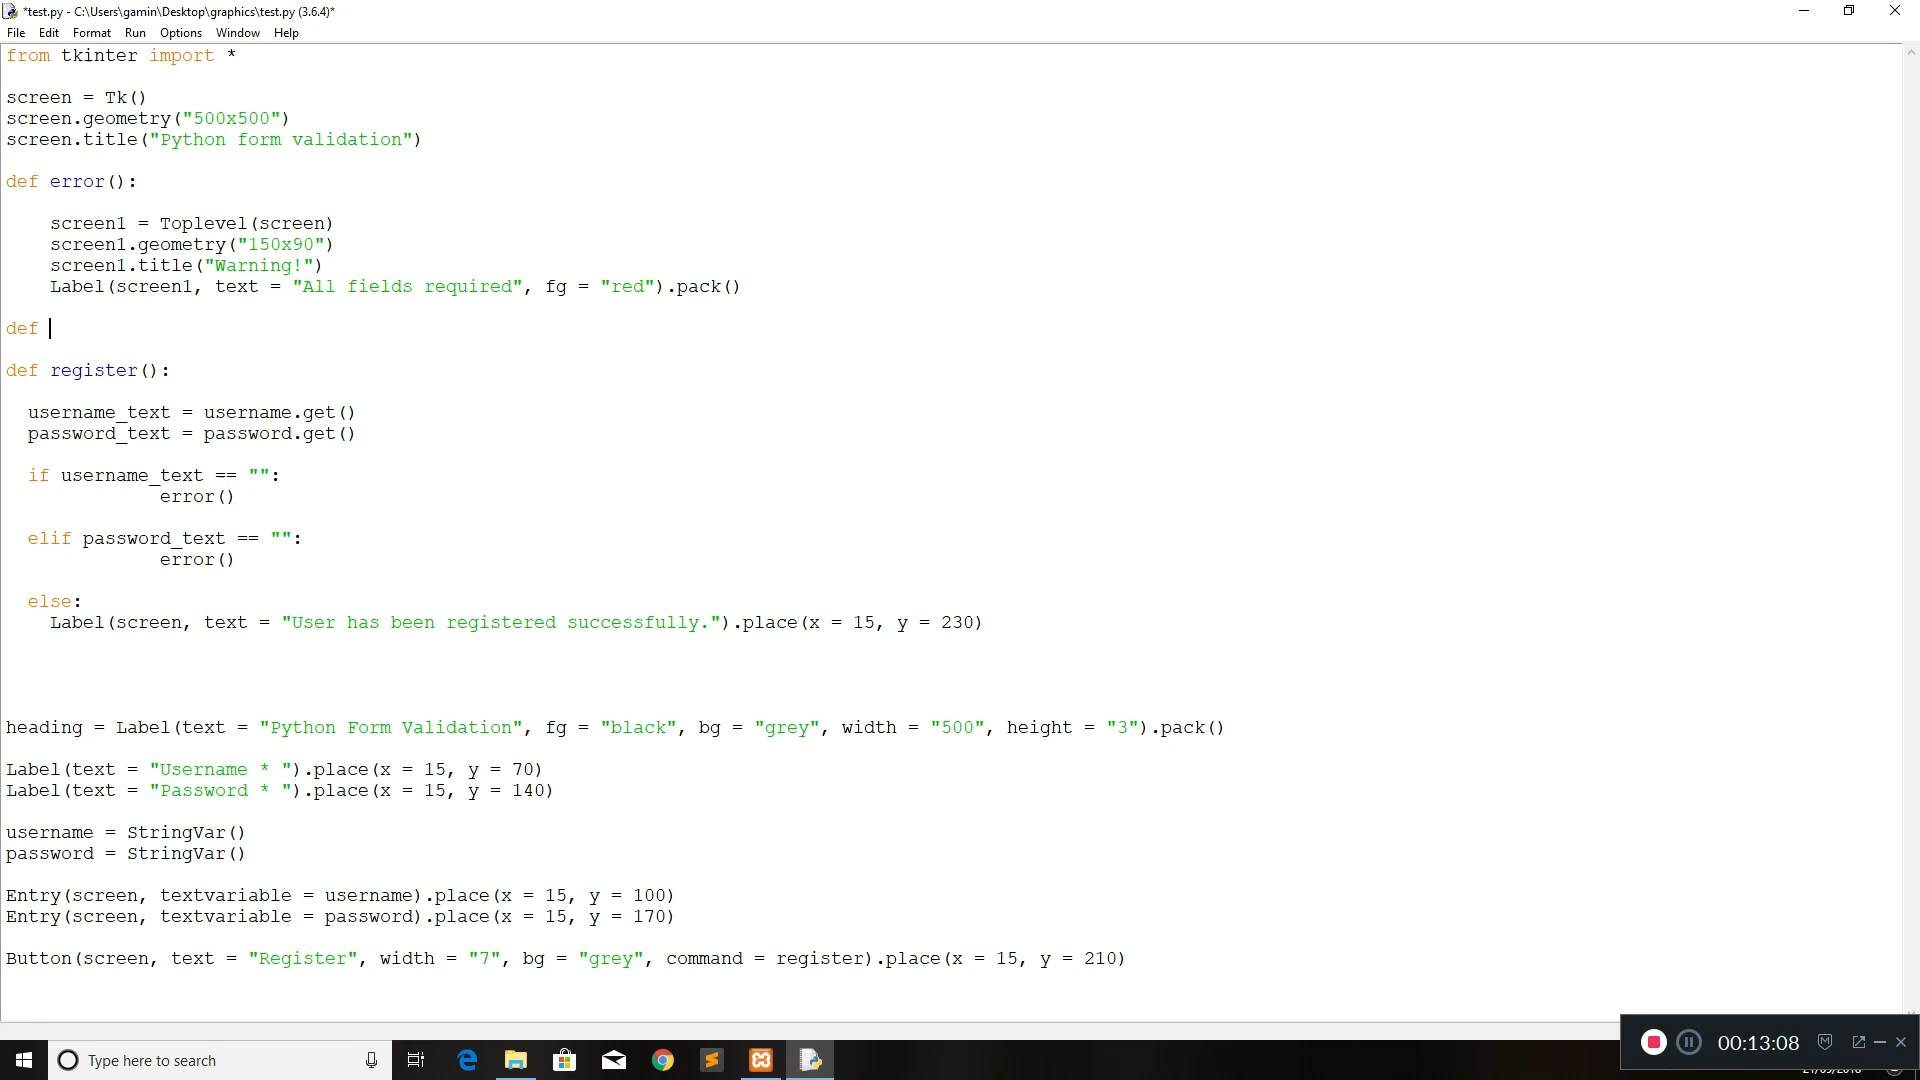 *test.py - C:\Users\gamin\Desktop\graphics\test.py (3.6.4)*
File Edit Format Run Options Window Help
from tkinter import *
screen = Tk()
screen.geometry("500x500")
screen.title("Python form validation")
def error():
    screen1 = Toplevel(screen)
    screen1.geometry("150x90")
    screen1.title("Warning!")
    Label(screen1, text = "All fields required", fg = "red").pack()
def
def register():
  username_text = username.get()
  password_text = password.get()
  if username_text == "":
              error()
  elif password_text == "":
              error()
  else:
    Label(screen, text = "User has been registered successfully.").place(x = 15, y = 230)
heading = Label(text = "Python Form Validation", fg = "black", bg = "grey", width = "500", height = "3").pack()
Label(text = "Username * ").place(x = 15, y = 70)
Label(text = "Password * ").place(x = 15, y = 140)
username = StringVar()
password = StringVar()
Entry(screen, textvariable = username).place(x = 15, y = 100)
Entry(screen, textvariable = password).place(x = 15, y = 170)
Button(screen, text = "Register", width = "7", bg = "grey", command = register).place(x = 15, y = 210)
00:13:08
Type here to search